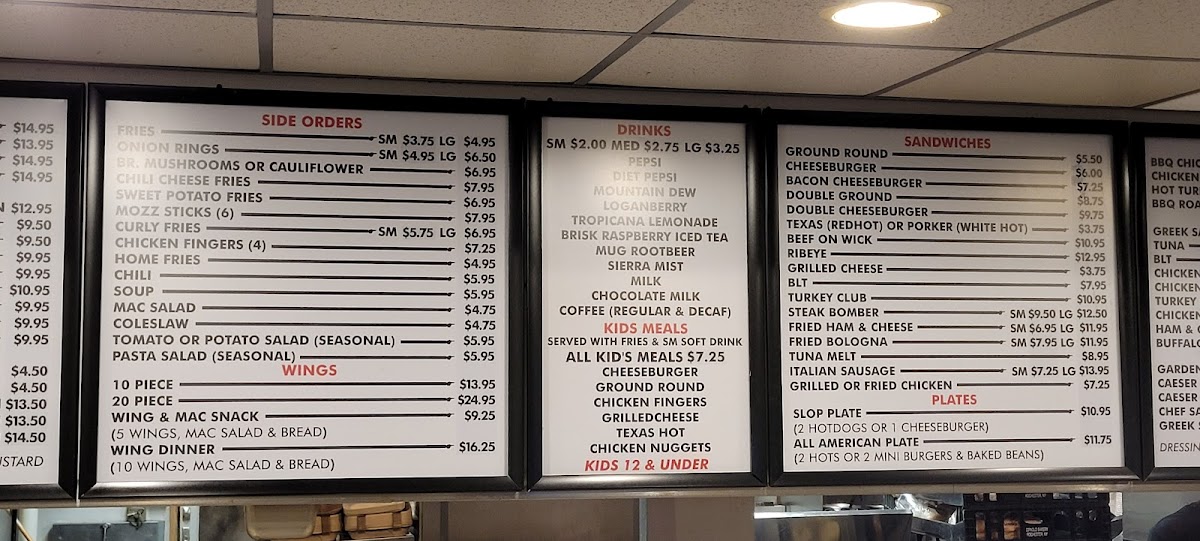 $14.95
$13.95
$14.95
$14.95
$12.95
$9.50
$9.50
$9.95
$9.95
$10.95
$9.95
$9.95
$9.95
$4.50
$4.50
$13.50
$13.50
$14.50
SIDE ORDERS
FRIES SM $3.75 LG $4.95
ONION RINGS SM $4.95 LG $6.50
BR. MUSHROOMS OR CAULIFLOWER $6.95
CHILI CHEESE FRIES $7.95
SWEET POTATO FRIES $6.95
MOZZ STICKS (6) $7.95
CURLY FRIES SM $5.75 LG $6.95
CHICKEN FINGERS (4) $7.25
HOME FRIES $4.95
CHILI $5.95
SOUP $5.95
MAC SALAD $4.75
COLESLAW $4.75
TOMATO OR POTATO SALAD (SEASONAL) $5.95
PASTA SALAD (SEASONAL) $5.95
WINGS
10 PIECE $13.95
20 PIECE $24.95
WING & MAC SNACK $9.25
(5 WINGS, MAC SALAD & BREAD)
WING DINNER $16.25
(10 WINGS, MAC SALAD & BREAD)
DRINKS
SM $2.00 MED $2.75 LG $3.25
PEPSI
DIET PEPSI
MOUNTAIN DEW
LOGANBERRY
TROPICANA LEMONADE
BRISK RASPBERRY ICED TEA
MUG ROOTBEER
SIERRA MIST
MILK
CHOCOLATE MILK
COFFEE (REGULAR & DECAF)
KIDS MEALS
SERVED WITH FRIES & SM SOFT DRINK
ALL KID'S MEALS $7.25
CHEESEBURGER
GROUND ROUND
CHICKEN FINGERS
GRILLEDCHEESE
TEXAS HOT
CHICKEN NUGGETS
KIDS 12 & UNDER
SANDWICHES
GROUND ROUND $5.50
CHEESEBURGER $6.00
BACON CHEESEBURGER $7.25
DOUBLE GROUND $8.75
DOUBLE CHEESEBURGER $9.75
TEXAS (REDHOT) OR PORKER (WHITE HOT) $3.75
BEEF ON WICK $10.95
RIBEYE $12.95
GRILLED CHEESE $3.75
BLT $7.95
TURKEY CLUB $10.95
STEAK BOMBER SM $9.50 LG $12.50
FRIED HAM & CHEESE SM $6.95 LG $11.95
FRIED BOLOGNA SM $7.95 LG $11.95
TUNA MELT $8.95
ITALIAN SAUSAGE SM $7.25 LG $13.95
GRILLED OR FRIED CHICKEN $7.25
PLATES
SLOP PLATE $10.95
(2 HOTDOGS OR 1 CHEESEBURGER)
ALL AMERICAN PLATE $11.75
(2 HOTS OR 2 MINI BURGERS & BAKED BEANS)
BBQ CHIC
CHICKEN
HOT TUR
BBQ ROA
GREEK SA
TUNA
BLT
CHICKEN
CHICKEN
TURKEY
CHICKEN
HAM &
BUFFALO
GARDEN
CAESER
CAESER
CHEF SA
GREEK
DRESSIN